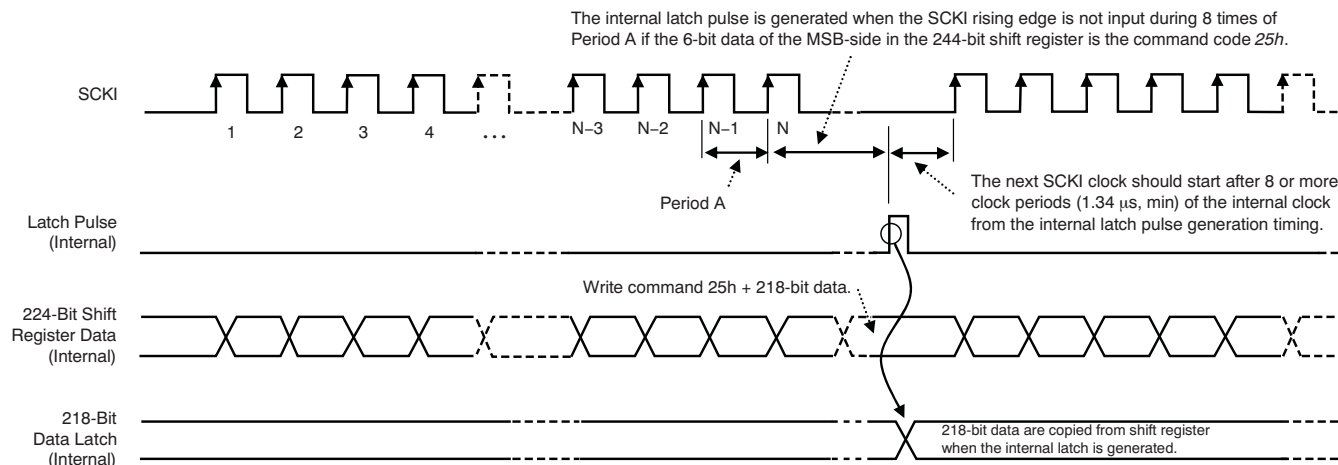 The internal latch pulse is generated when the SCKI rising edge is not input during 8 times of
Period A if the 6-bit data of the MSB-side in the 244-bit shift register is the command code 25h.
SCKI
1 2 3 4 ... N–3 N–2 N–1 N
Period A
The next SCKI clock should start after 8 or more
clock periods (1.34 μs, min) of the internal clock
from the internal latch pulse generation timing.
Latch Pulse
(Internal)
Write command 25h + 218-bit data.
224-Bit Shift
Register Data
(Internal)
218-Bit
Data Latch
(Internal)
218-bit data are copied from shift register
when the internal latch is generated.